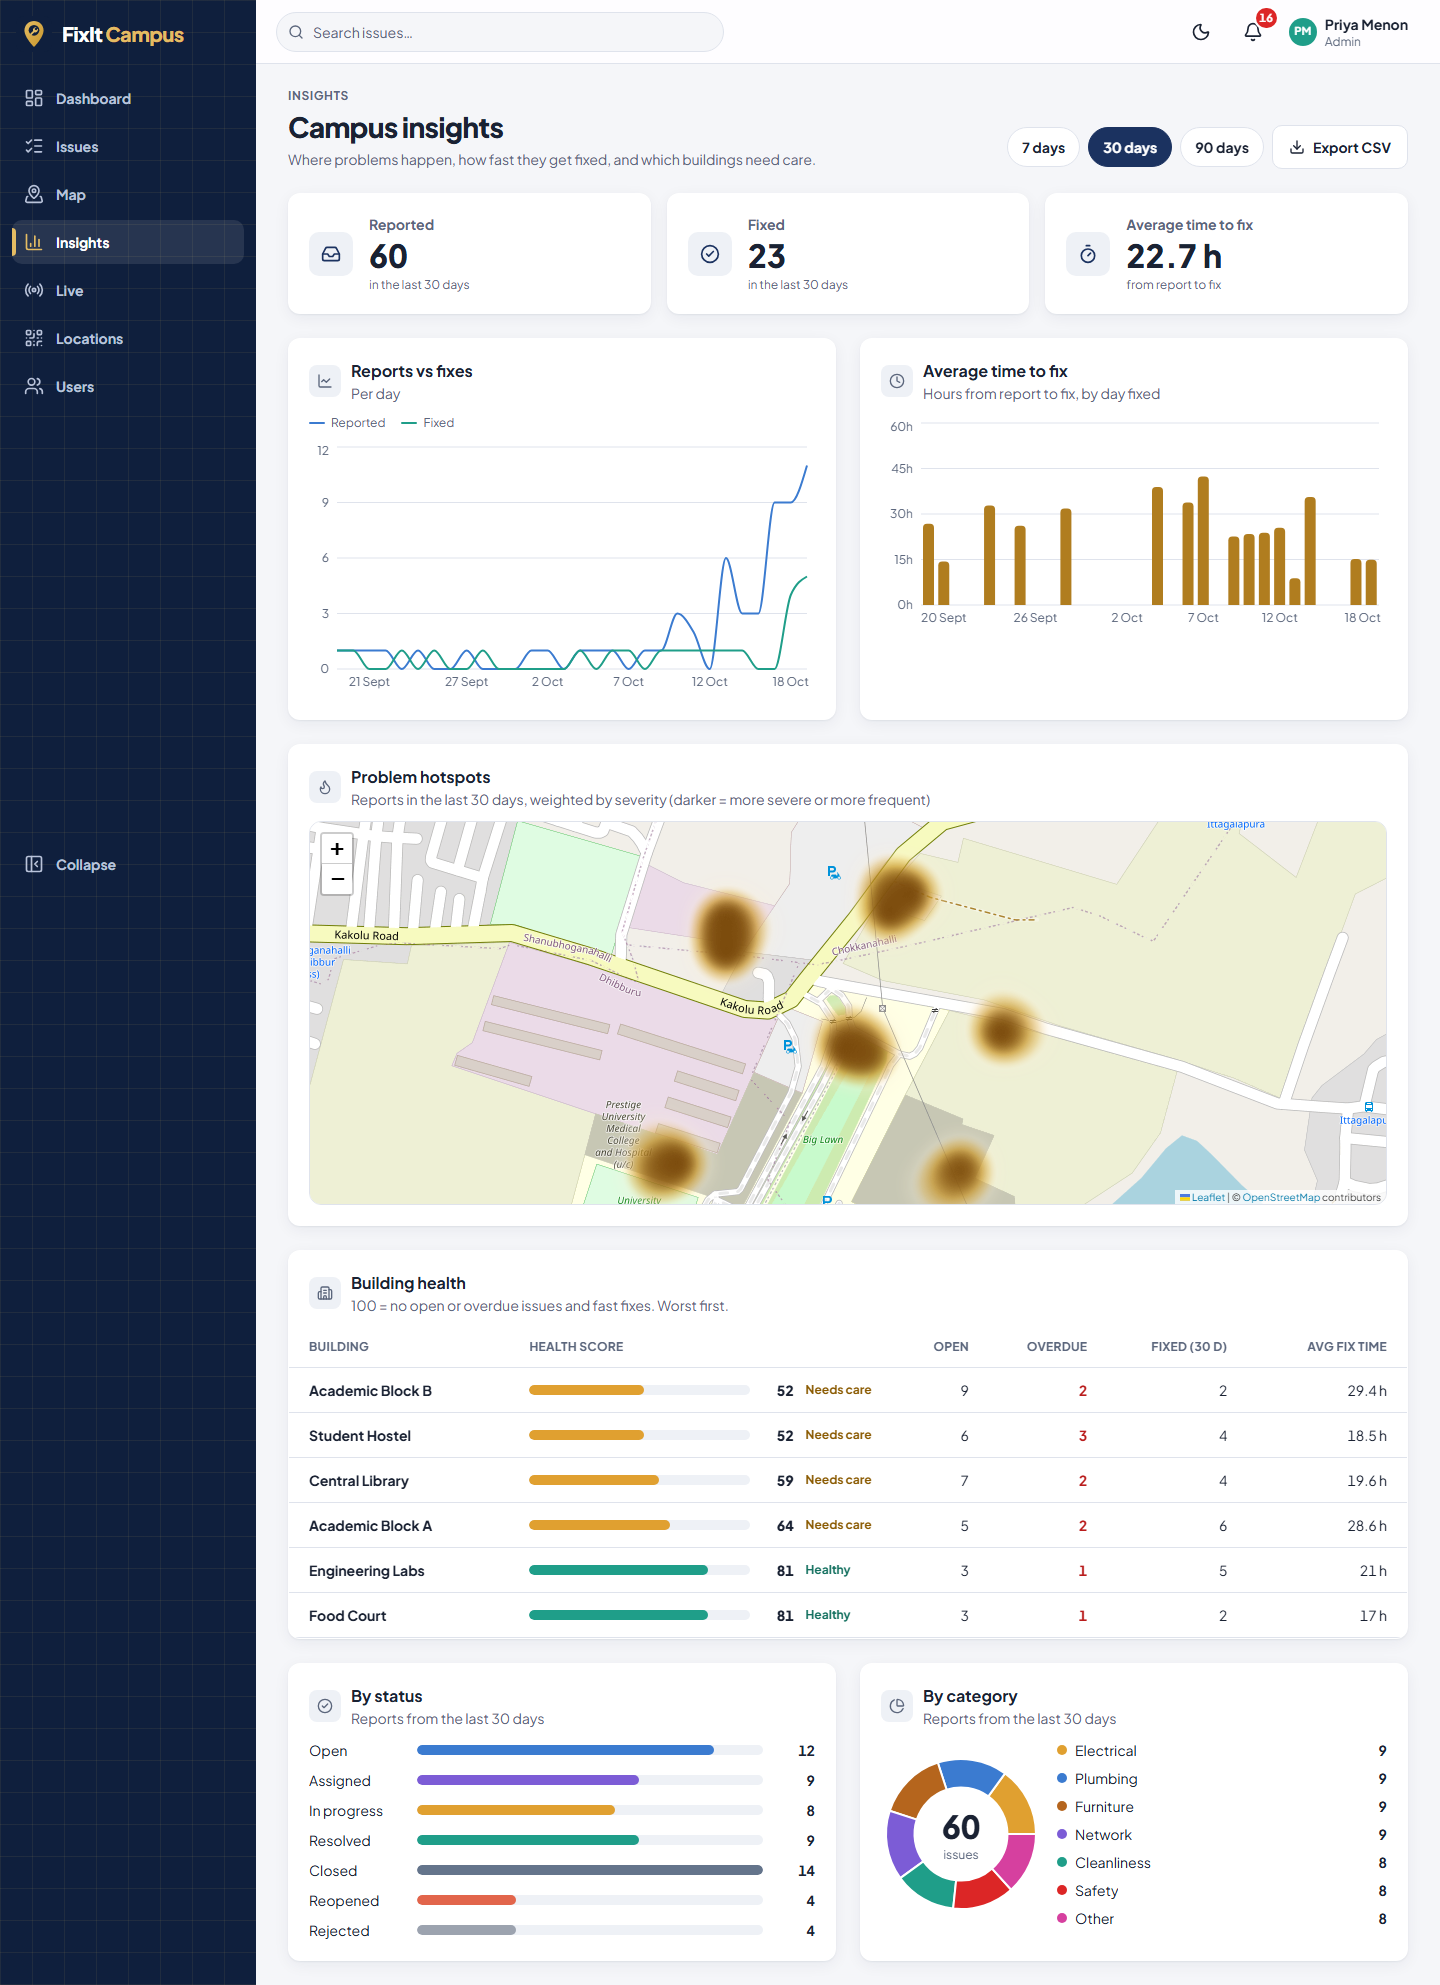 FixIt Campus
Search issues...
16
PM
Priya Menon
Admin
Dashboard
Issues
Map
Insights
Live
Locations
Users
Collapse
INSIGHTS
Campus insights
Where problems happen, how fast they get fixed, and which buildings need care.
7 days
30 days
90 days
Export CSV
Reported
60
in the last 30 days
Fixed
23
in the last 30 days
Average time to fix
22.7 h
from report to fix
Reports vs fixes
Per day
Reported
Fixed
12
9
6
3
0
21 Sept
27 Sept
2 Oct
7 Oct
12 Oct
18 Oct
Average time to fix
Hours from report to fix, by day fixed
60h
45h
30h
15h
0h
20 Sept
26 Sept
2 Oct
7 Oct
12 Oct
18 Oct
Problem hotspots
Reports in the last 30 days, weighted by severity (darker = more severe or more frequent)
+
−
Ittagalapura
P
Kakolu Road
Shanubhoganahalli
Chokkanahalli
ganahalli
ibbur
ss)
Dhibburu
Kakolu Road
P
Prestige
University
Medical
College
and Hospital
(u/c)
Big Lawn
Ittagalapu
University
P
Leaflet | © OpenStreetMap contributors
Building health
100 = no open or overdue issues and fast fixes. Worst first.
BUILDING HEALTH SCORE OPEN OVERDUE FIXED (30 D) AVG FIX TIME
Academic Block B 52 Needs care 9 2 2 29.4 h
Student Hostel 52 Needs care 6 3 4 18.5 h
Central Library 59 Needs care 7 2 4 19.6 h
Academic Block A 64 Needs care 5 2 6 28.6 h
Engineering Labs 81 Healthy 3 1 5 21 h
Food Court 81 Healthy 3 1 2 17 h
By status
Reports from the last 30 days
Open 12
Assigned 9
In progress 8
Resolved 9
Closed 14
Reopened 4
Rejected 4
By category
Reports from the last 30 days
60
issues
Electrical 9
Plumbing 9
Furniture 9
Network 9
Cleanliness 8
Safety 8
Other 8